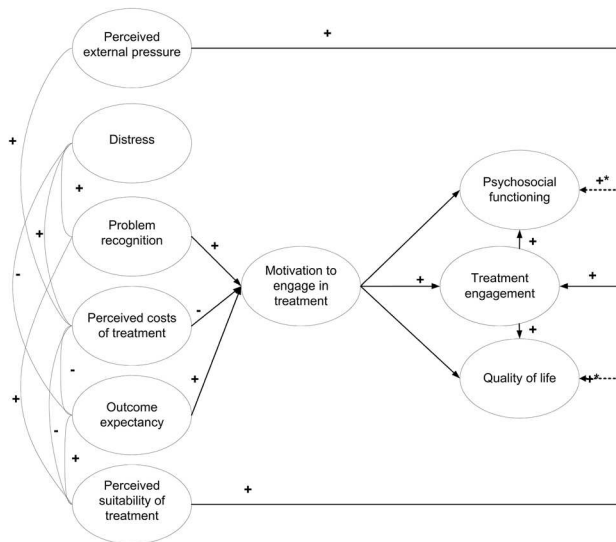 Perceived
external pressure
+
+
Distress
+
+*
Psychosocial
functioning
+
Problem
recognition
+
+
-
Motivation to
engage in
treatment
+
+
Treatment
engagement
Perceived costs
of treatment
-
+
-
+
Quality of life
+*
+
Outcome
expectancy
-
+
Perceived
suitability of
treatment
+